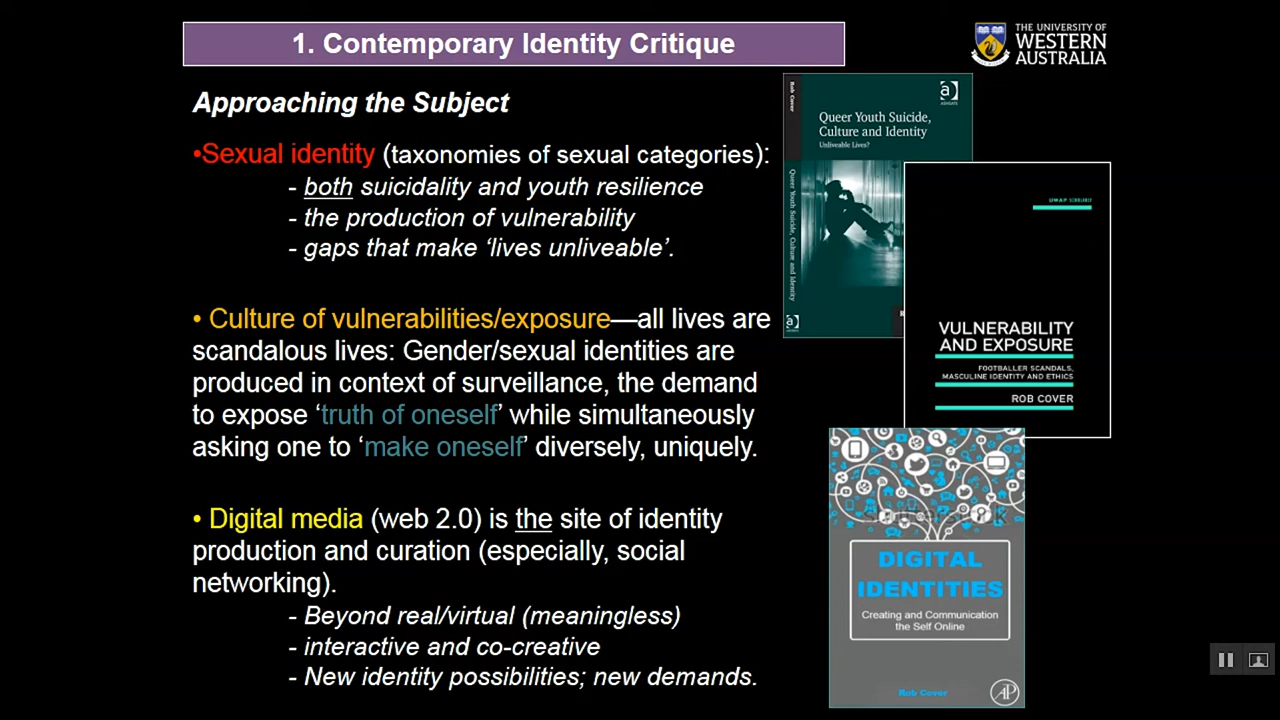 1. Contemporary Identity Critique
THE UNIVERSITY OF
WESTERN
AUSTRALIA
Approaching the Subject
•Sexual identity (taxonomies of sexual categories):
- both suicidality and youth resilience
- the production of vulnerability
- gaps that make ‘lives unliveable’.
• Culture of vulnerabilities/exposure—all lives are
scandalous lives: Gender/sexual identities are
produced in context of surveillance, the demand
to expose ‘truth of oneself’ while simultaneously
asking one to ‘make oneself’ diversely, uniquely.
• Digital media (web 2.0) is the site of identity
production and curation (especially, social
networking).
- Beyond real/virtual (meaningless)
- interactive and co-creative
- New identity possibilities; new demands.
Rob Cover
a
ASHGATE
Queer Youth Suicide,
Culture and Identity
Unliveable Lives?
Queer Youth Suicide, Culture and Identity
a
R
VULNERABILITY
AND EXPOSURE
FOOTBALLER SCANDALS,
MASCULINE IDENTITY AND ETHICS
ROB COVER
DIGITAL
IDENTITIES
Creating and Communication
the Self Online
Rob Cover
AP